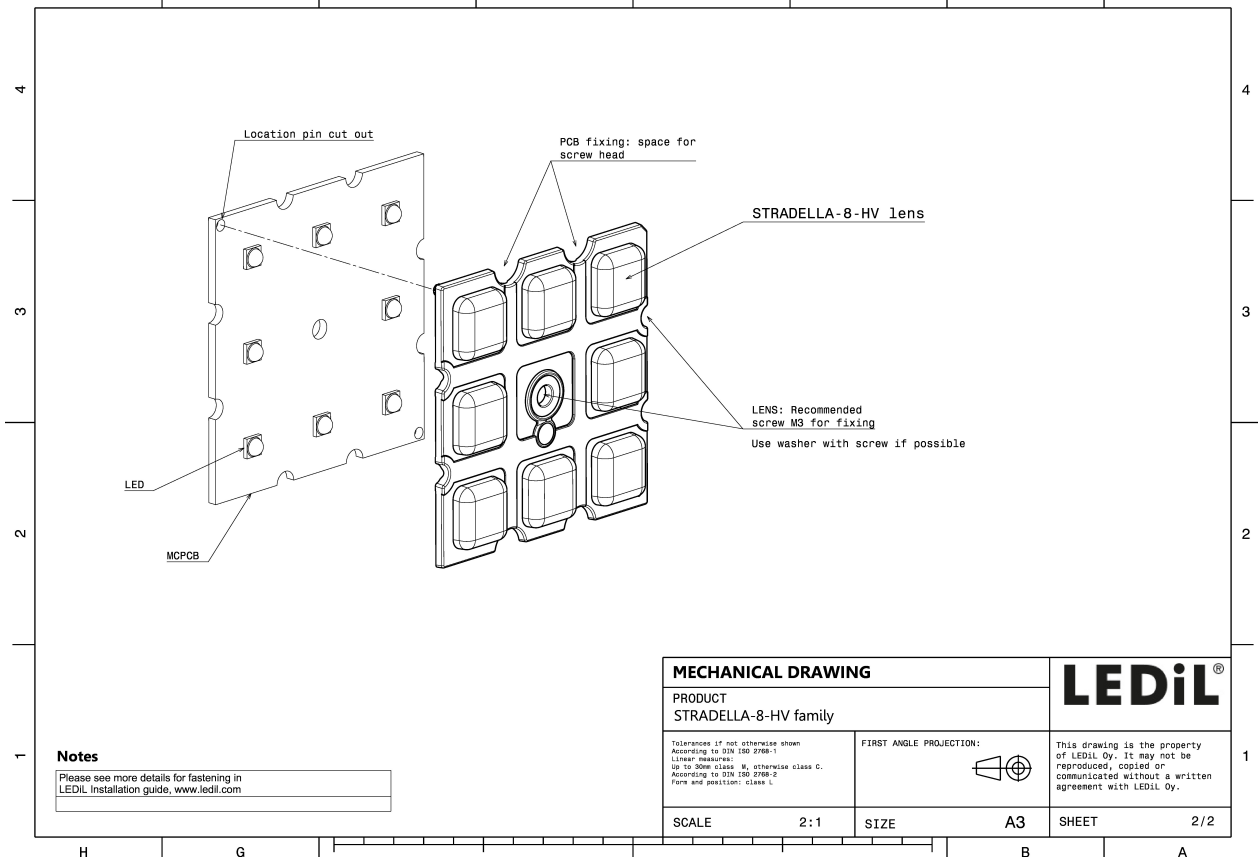 4
4
Location pin cut out
PCB fixing: space for
screw head
STRADELLA-8-HV lens
3
3
LENS: Recommended
screw M3 for fixing
Use washer with screw if possible
LED
2
2
MCPCB
MECHANICAL DRAWING
LEDiL®
PRODUCT
STRADELLA-8-HV family
Tolerances if not otherwise shown
According to DIN ISO 2768-1
Linear measures:
Up to 30mm class M, otherwise class C.
According to DIN ISO 2768-2
Form and position: class L
FIRST ANGLE PROJECTION:
This drawing is the property
of LEDiL Oy. It may not be
reproduced, copied or
communicated without a written
agreement with LEDiL Oy.
1
1
Notes
Please see more details for fastening in
LEDiL Installation guide, www.ledil.com
SCALE 2:1
SIZE A3
SHEET 2/2
H G B A